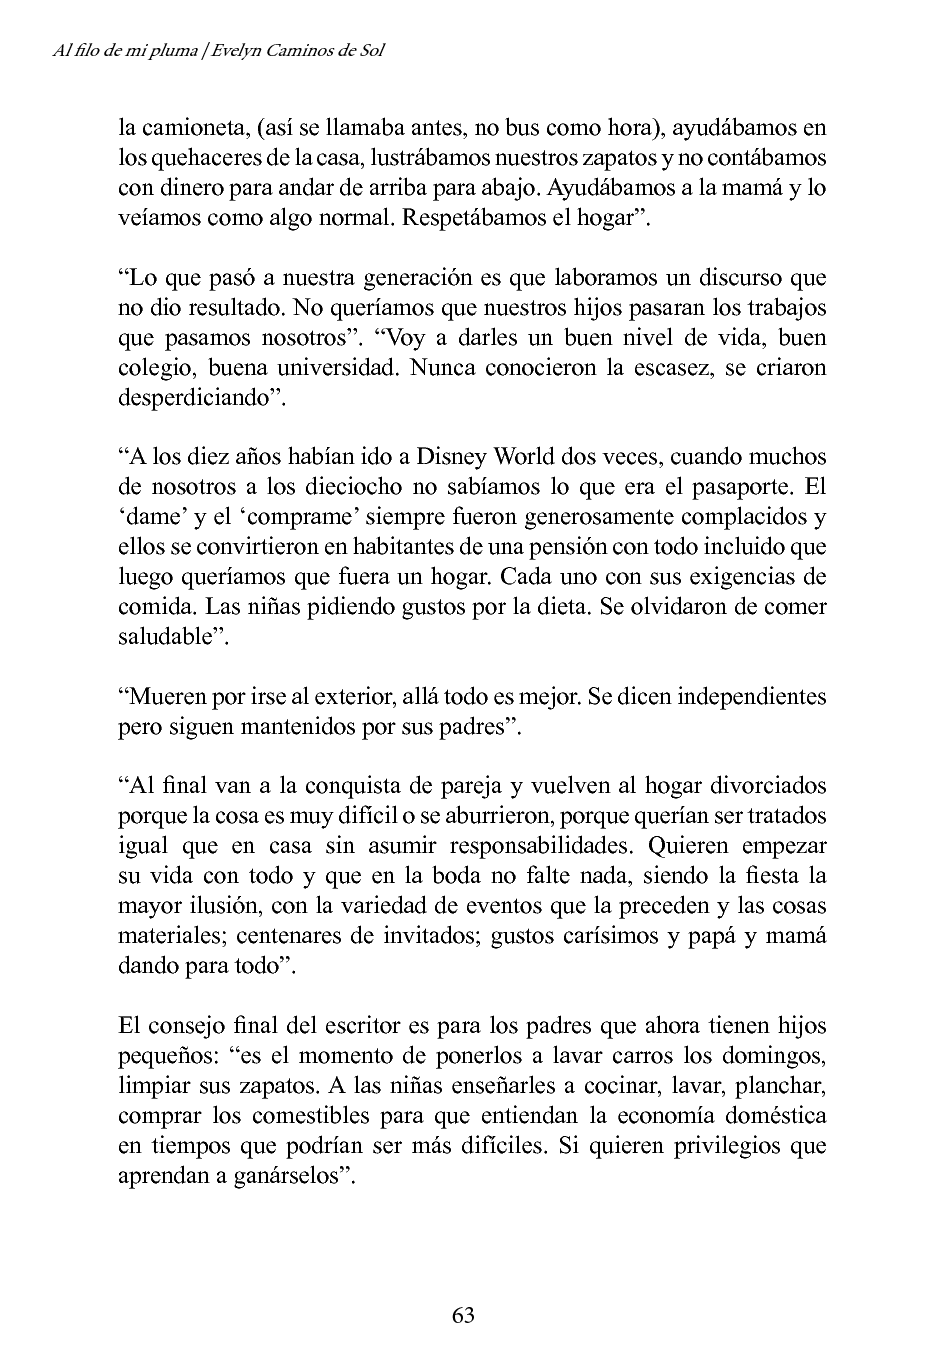 Al filo de mi pluma | Evelyn Caminos de Sol
la camioneta, (así se llamaba antes, no bus como hora), ayudábamos en
los quehaceres de la casa, lustrábamos nuestros zapatos y no contábamos
con dinero para andar de arriba para abajo. Ayudábamos a la mamá y lo
veíamos como algo normal. Respetábamos el hogar”.
“Lo que pasó a nuestra generación es que laboramos un discurso que
no dio resultado. No queríamos que nuestros hijos pasaran los trabajos
que pasamos nosotros”. “Voy a darles un buen nivel de vida, buen
colegio, buena universidad. Nunca conocieron la escasez, se criaron
desperdiciando”.
“A los diez años habían ido a Disney World dos veces, cuando muchos
de nosotros a los dieciocho no sabíamos lo que era el pasaporte. El
‘dame’ y el ‘comprame’ siempre fueron generosamente complacidos y
ellos se convirtieron en habitantes de una pensión con todo incluido que
luego queríamos que fuera un hogar. Cada uno con sus exigencias de
comida. Las niñas pidiendo gustos por la dieta. Se olvidaron de comer
saludable”.
“Mueren por irse al exterior, allá todo es mejor. Se dicen independientes
pero siguen mantenidos por sus padres”.
“Al final van a la conquista de pareja y vuelven al hogar divorciados
porque la cosa es muy difícil o se aburrieron, porque querían ser tratados
igual que en casa sin asumir responsabilidades. Quieren empezar
su vida con todo y que en la boda no falte nada, siendo la fiesta la
mayor ilusión, con la variedad de eventos que la preceden y las cosas
materiales; centenares de invitados; gustos carísimos y papá y mamá
dando para todo”.
El consejo final del escritor es para los padres que ahora tienen hijos
pequeños: “es el momento de ponerlos a lavar carros los domingos,
limpiar sus zapatos. A las niñas enseñarles a cocinar, lavar, planchar,
comprar los comestibles para que entiendan la economía doméstica
en tiempos que podrían ser más difíciles. Si quieren privilegios que
aprendan a ganárselos”.
63